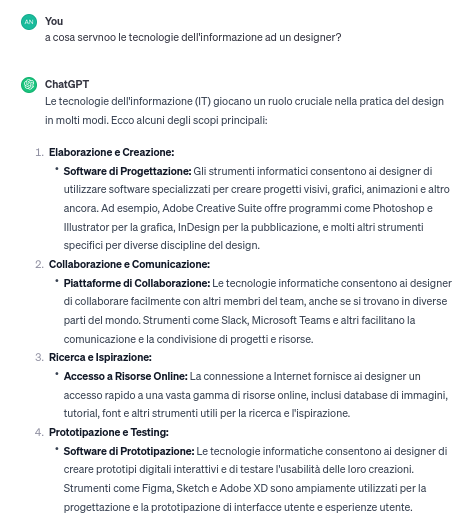 AN You
a cosa servnoo le tecnologie dell'informazione ad un designer?
ChatGPT
Le tecnologie dell'informazione (IT) giocano un ruolo cruciale nella pratica del design
in molti modi. Ecco alcuni degli scopi principali:
1. Elaborazione e Creazione:
• Software di Progettazione: Gli strumenti informatici consentono ai designer di
utilizzare software specializzati per creare progetti visivi, grafici, animazioni e altro
ancora. Ad esempio, Adobe Creative Suite offre programmi come Photoshop e
Illustrator per la grafica, InDesign per la pubblicazione, e molti altri strumenti
specifici per diverse discipline del design.
2. Collaborazione e Comunicazione:
• Piattaforme di Collaborazione: Le tecnologie informatiche consentono ai designer
di collaborare facilmente con altri membri del team, anche se si trovano in diverse
parti del mondo. Strumenti come Slack, Microsoft Teams e altri facilitano la
comunicazione e la condivisione di progetti e risorse.
3. Ricerca e Ispirazione:
• Accesso a Risorse Online: La connessione a Internet fornisce ai designer un
accesso rapido a una vasta gamma di risorse online, inclusi database di immagini,
tutorial, font e altri strumenti utili per la ricerca e l'ispirazione.
4. Prototipazione e Testing:
• Software di Prototipazione: Le tecnologie informatiche consentono ai designer di
creare prototipi digitali interattivi e di testare l'usabilità delle loro creazioni.
Strumenti come Figma, Sketch e Adobe XD sono ampiamente utilizzati per la
progettazione e la prototipazione di interfacce utente e esperienze utente.